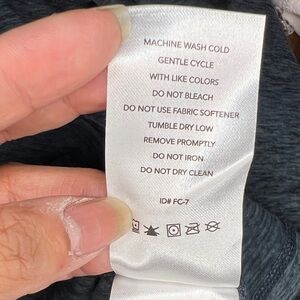 MACHINE WASH COLD
GENTLE CYCLE
WITH LIKE COLORS
DO NOT BLEACH
DO NOT USE FABRIC SOFTENER
TUMBLE DRY LOW
REMOVE PROMPTLY
DO NOT IRON
DO NOT DRY CLEAN
ID# FC-7